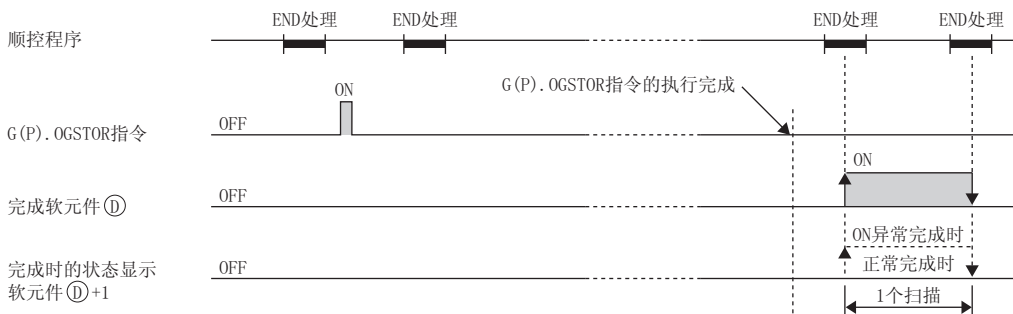 END处理 END处理 END处理 END处理
顺控程序
G(P).OGSTOR指令的执行完成
ON
G(P).OGSTOR指令 OFF
ON
完成软元件Ⓓ OFF
ON异常完成时
完成时的状态显示
软元件Ⓓ+1
OFF
正常完成时
1个扫描